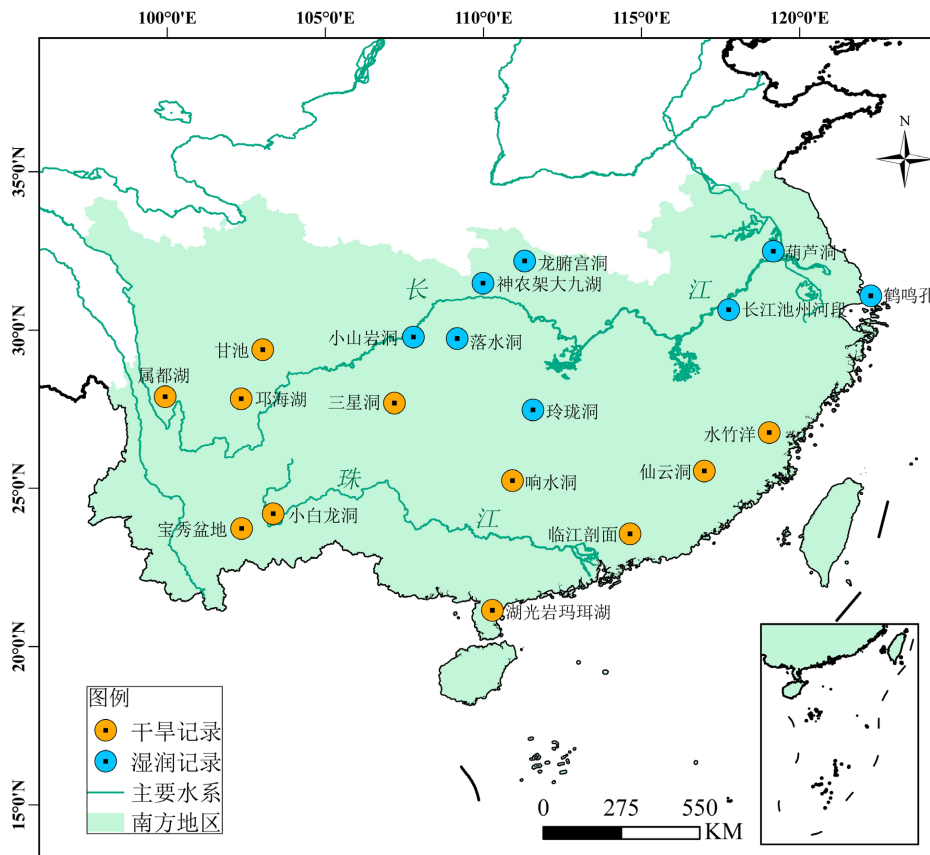 100°0'E 105°0'E 110°0'E 115°0'E 120°0'E
N
35°0'N
葫芦洞
龙腑宫洞
神农架大九湖
鹤鸣孔
长
江
长江池州河段
30°0'N
小山岩洞
落水洞
甘池
属都湖
邛海湖
三星洞
玲珑洞
水竹洋
仙云洞
25°0'N
响水洞
珠
小白龙洞
宝秀盆地
江
临江剖面
湖光岩玛珥湖
20°0'N
图例
干旱记录
湿润记录
主要水系
南方地区
15°0'N
0 275 550
KM